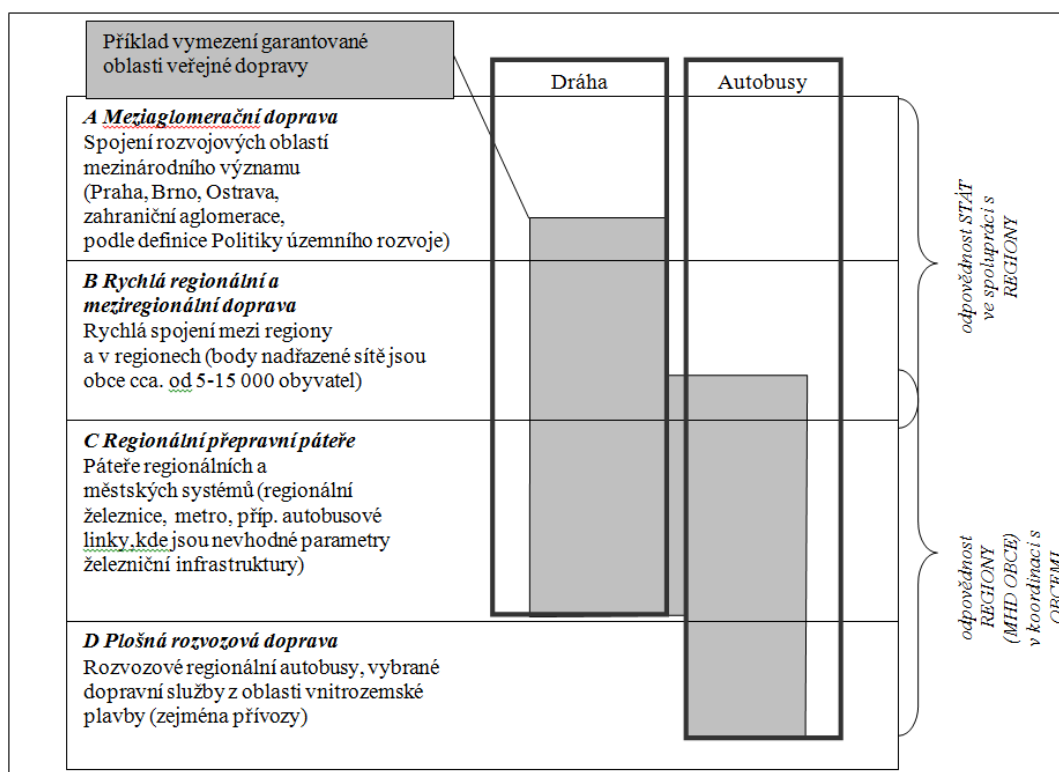 Příklad vymezení garantované
oblasti veřejné dopravy
Dráha
Autobusy
A Meziaglomerační doprava
Spojení rozvojových oblastí
mezinárodního významu
(Praha, Brno, Ostrava,
zahraniční aglomerace,
podle definice Politiky územního rozvoje)
B Rychlá regionální a
meziregionální doprava
Rychlá spojení mezi regiony
a v regionech (body nadřazené sítě jsou
obce cca. od 5-15 000 obyvatel)
C Regionální přepravní páteře
Páteře regionálních a
městských systémů (regionální
železnice, metro, příp. autobusové
linky,kde jsou nevhodné parametry
železniční infrastruktury)
D Plošná rozvozová doprava
Rozvozové regionální autobusy, vybrané
dopravní služby z oblasti vnitrozemské
plavby (zejména přívozy)
odpovědnost STÁT
ve spolupráci s
REGIONY
odpovědnost
REGIONY
(MHD OBCE)
v koordinaci s
OBCEMI